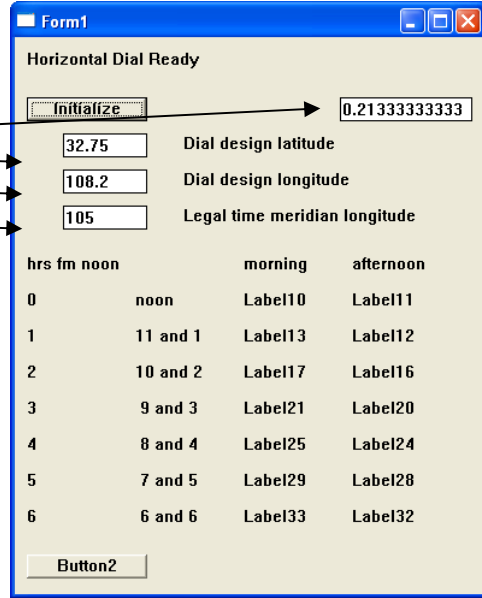 Form1
Horizontal Dial Ready
Initialize 0.21333333333
32.75 Dial design latitude
108.2 Dial design longitude
105 Legal time meridian longitude
hrs fm noon morning afternoon
0 noon Label10 Label11
1 11 and 1 Label13 Label12
2 10 and 2 Label17 Label16
3 9 and 3 Label21 Label20
4 8 and 4 Label25 Label24
5 7 and 5 Label29 Label28
6 6 and 6 Label33 Label32
Button2